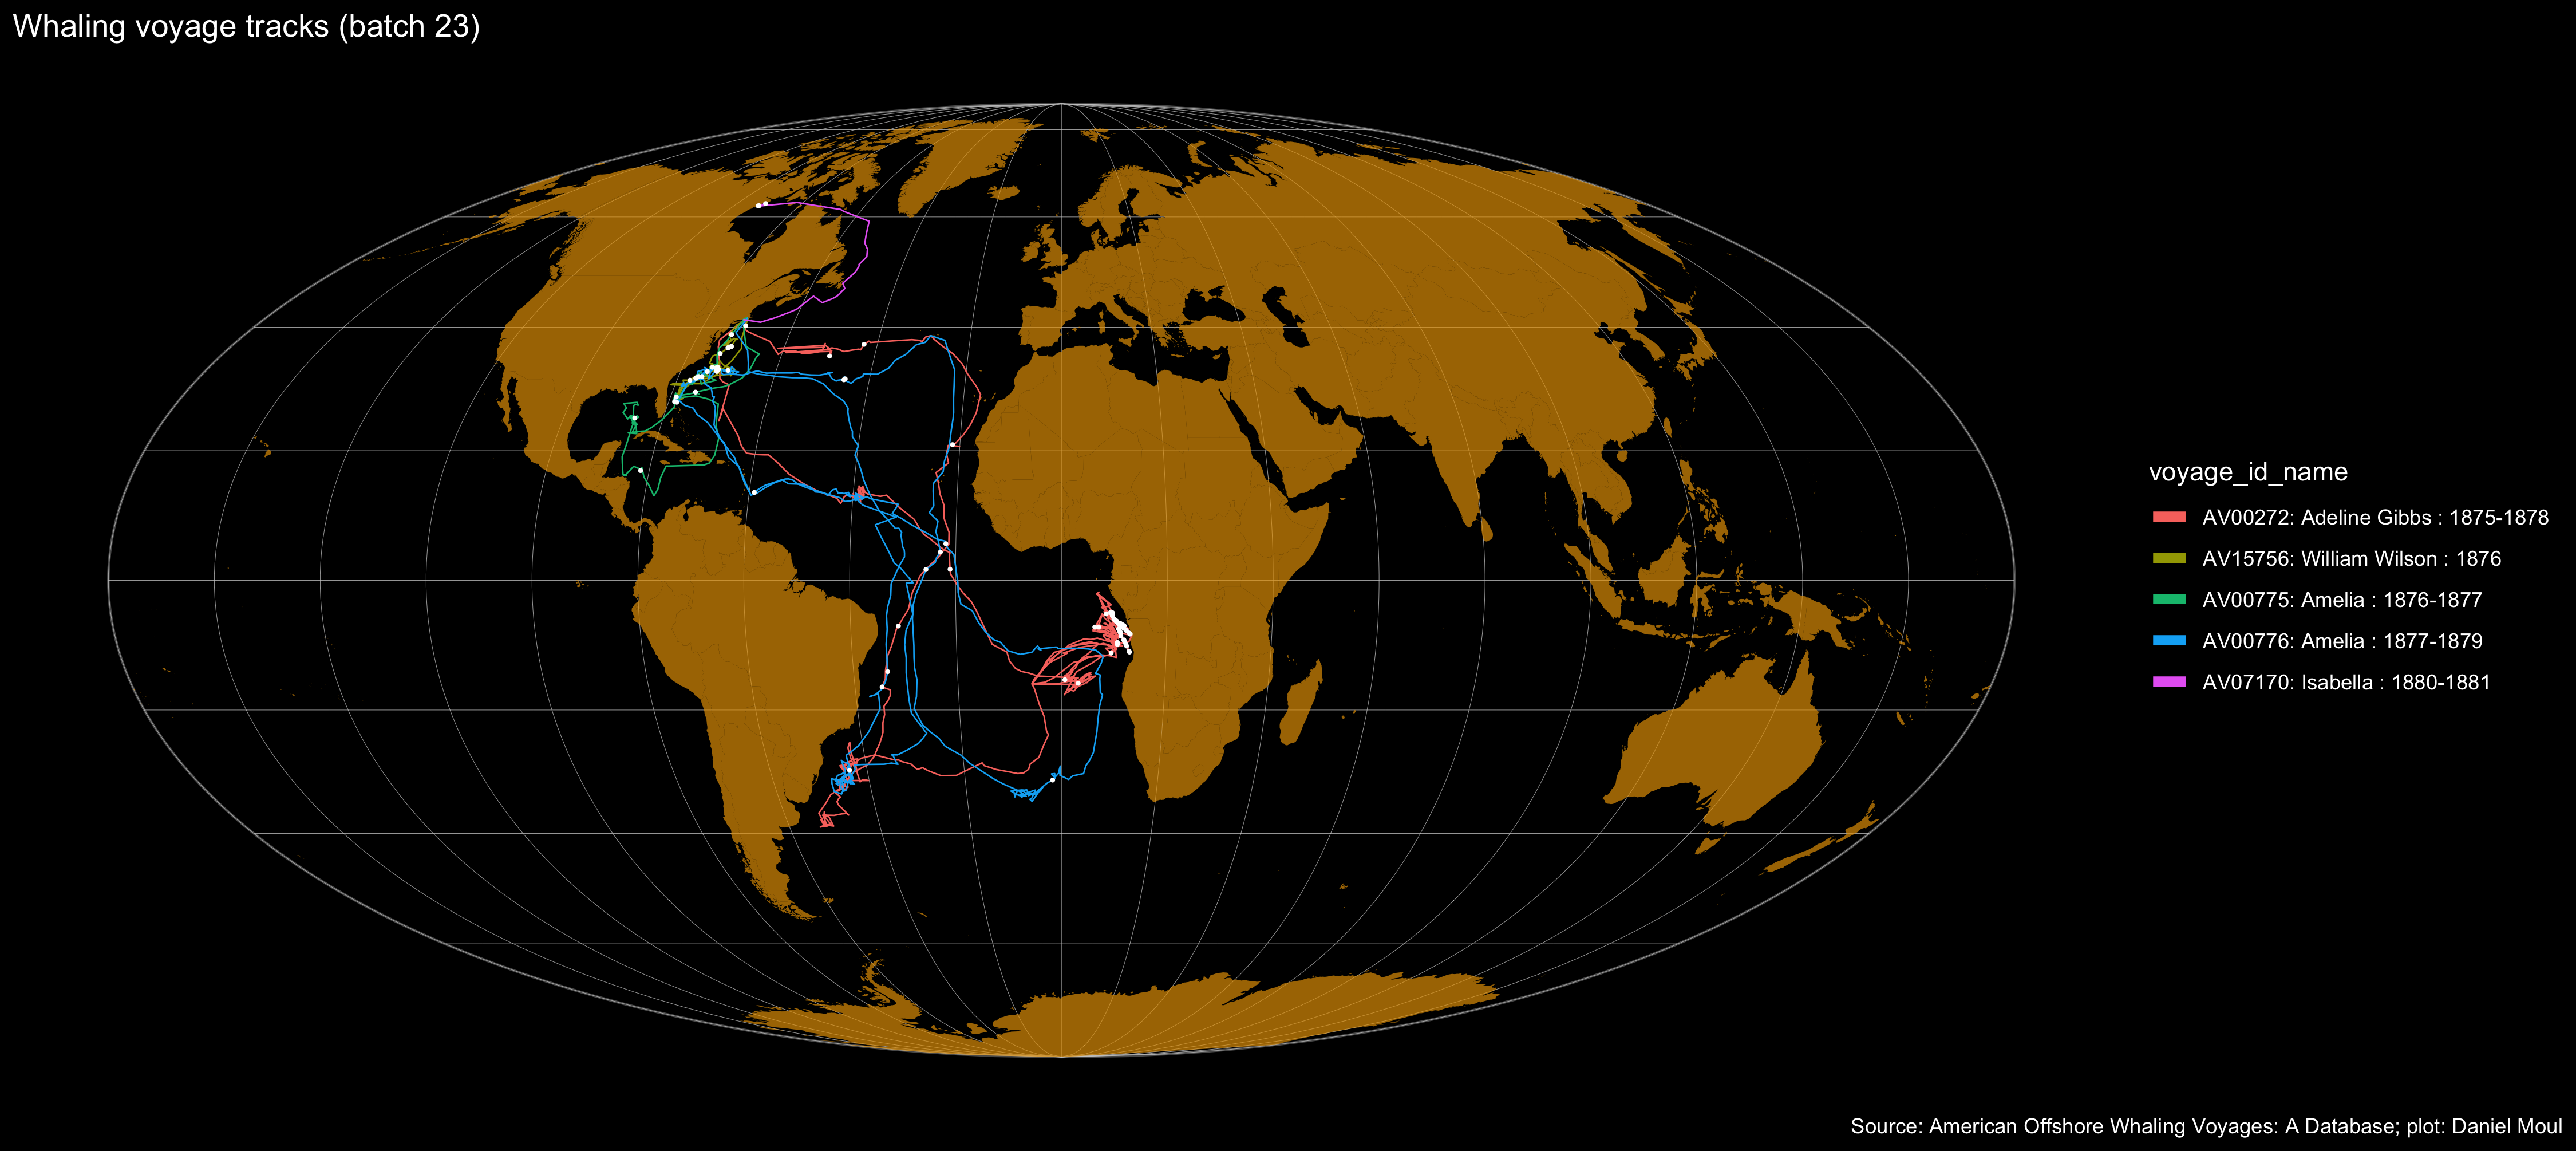 Whaling voyage tracks (batch 23)
voyage_id_name
AV00272: Adeline Gibbs : 1875-1878
AV15756: William Wilson : 1876
AV00775: Amelia : 1876-1877
AV00776: Amelia : 1877-1879
AV07170: Isabella : 1880-1881
Source: American Offshore Whaling Voyages: A Database; plot: Daniel Moul